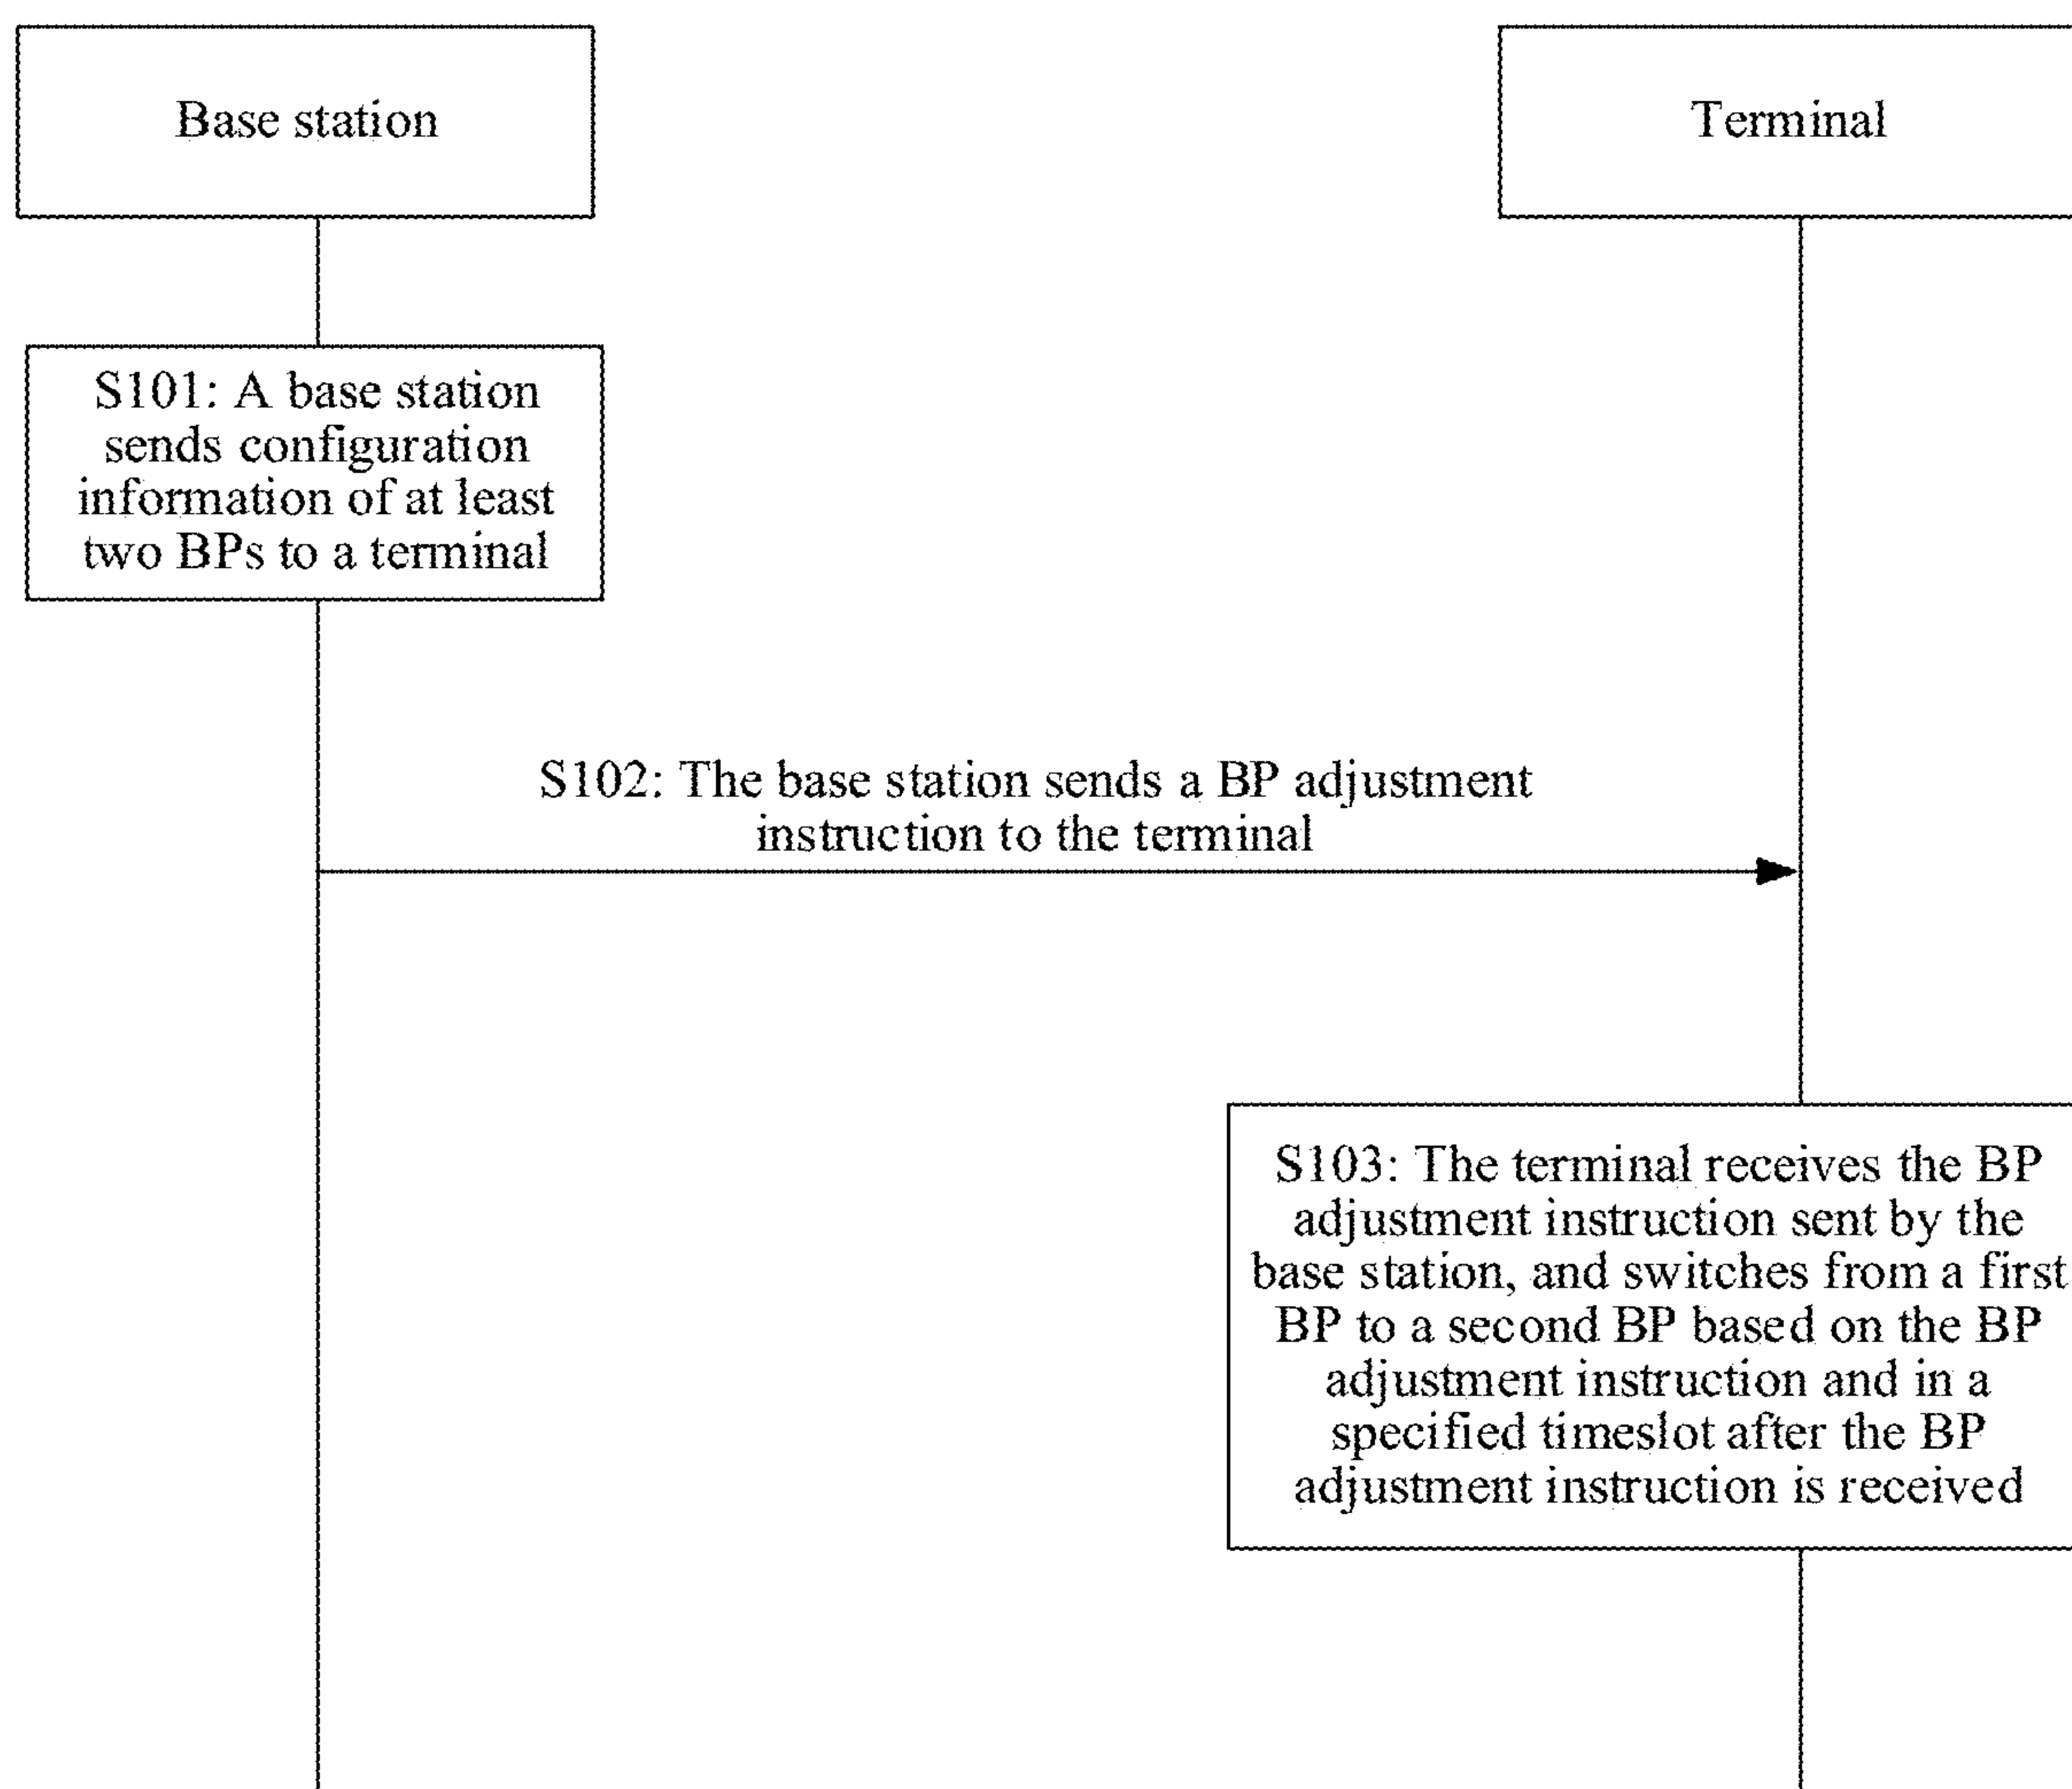 Base station
Terminal
S101: A base station
sends configuration
information of at least
two BPs to a terminal
S102: The base station sends a BP adjustment
instruction to the terminal
S103: The terminal receives the BP
adjustment instruction sent by the
base station, and switches from a first
BP to a second BP based on the BP
adjustment instruction and in a
specified timeslot after the BP
adjustment instruction is received